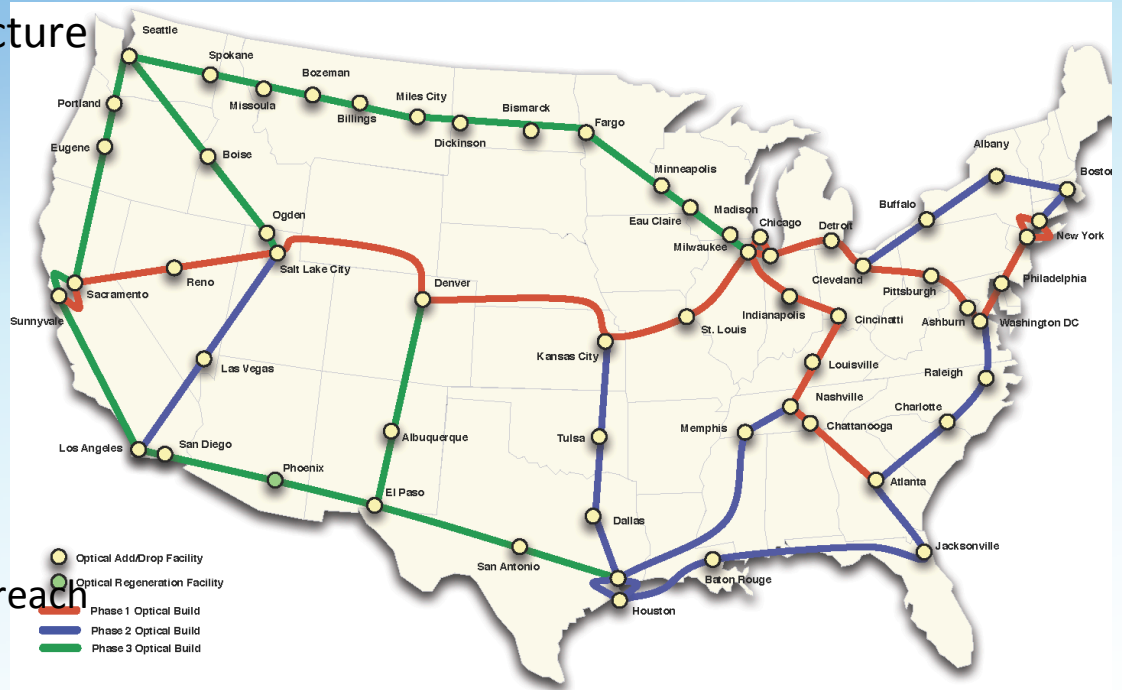 cture
Seattle
Spokane
Bozeman
Missoula
Billings
Miles City
Dickinson
Bismarck
Fargo
Portland
Eugene
Boise
Minneapolis
Eau Claire
Madison
Milwaukee
Chicago
Detroit
Albany
Boston
Buffalo
New York
Cleveland
Pittsburgh
Philadelphia
Ogden
Salt Lake City
Sacramento
Reno
Sunnyvale
Denver
St. Louis
Indianapolis
Cincinatti
Ashburn
Washington DC
Kansas City
Las Vegas
Louisville
Raleigh
Nashville
Charlotte
Los Angeles
San Diego
Albuquerque
Tulsa
Memphis
Chattanooga
Phoenix
El Paso
Atlanta
Dallas
San Antonio
Jacksonville
Baton Rouge
Houston
Optical Add/Drop Facility
Optical Regeneration Facility
reach
Phase 1 Optical Build
Phase 2 Optical Build
Phase 3 Optical Build